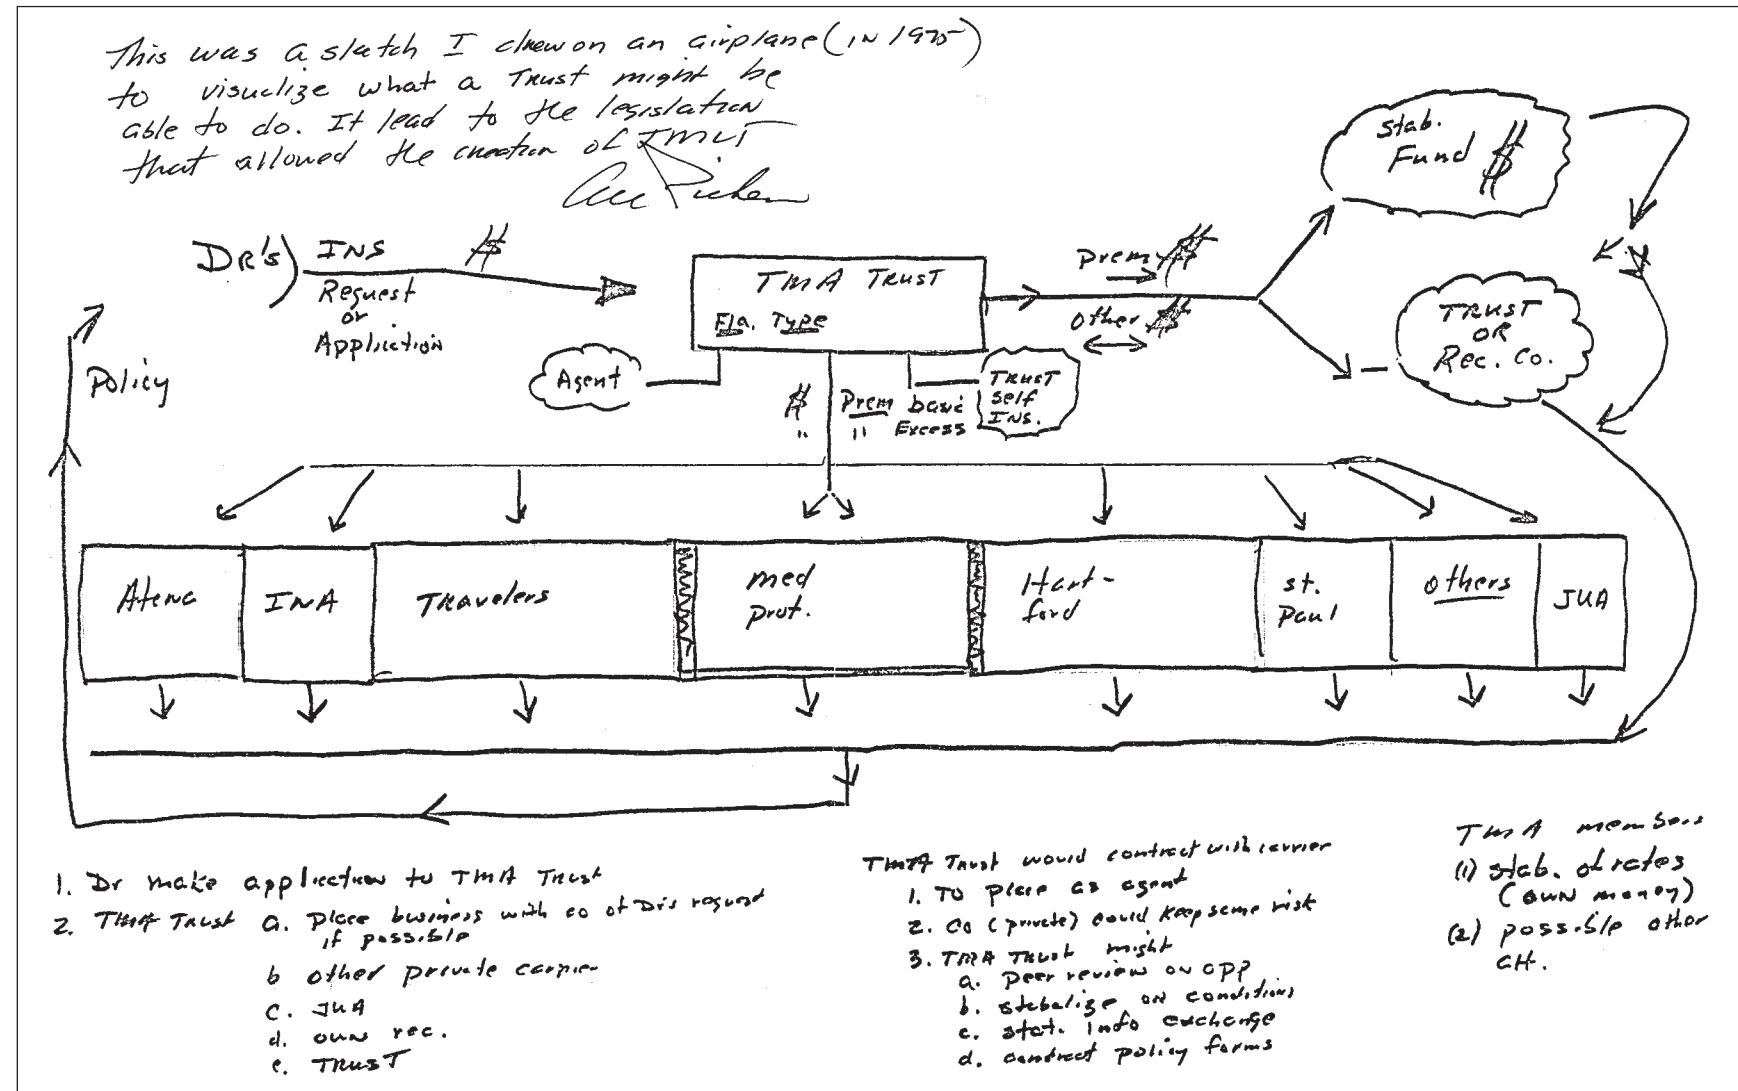 This was a sketch I drew on an airplane (IN 1975)
to visualize what a Trust might be
able to do. It lead to the legislation
that allowed the creation of TMLT
Stab.
Fund $
DR'S) INS $
Request
or
Application
TMA TRUST
Fla. Type
Prem $
Other $
TRUST
OR
Rec. Co.
Policy
Agent
$ Prem basic
" " Excess
TRUST
Self
INS.
Atena
INA
Travelers
med
prot.
Hart-
ford
St.
Paul
others
JUA
1. Dr make application to TMA Trust
2. TMA Trust a. Place business with co of Dr's request
if possible
b other private carrier
c. JUA
d. own rec.
e. TRUST
TMA Trust would contract with carrier
1. To place as agent
2. Co (private) could keep some risk
3. TMA Trust might
a. Peer review on app
b. stabalize on conditions
c. stat. info exchange
d. contract policy forms
TMA members
(1) stab. of rates
(own money)
(2) possible other